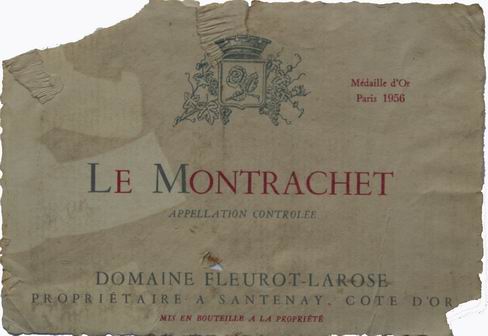 Médaille d'Or
Paris 1956
LE MONTRACHET
APPELLATION CONTROLÉE
DOMAINE FLEUROT-LAROSE
PROPRIÉTAIRE A SANTENAY, COTE D'OR
MIS EN BOUTEILLE A LA PROPRIÉTÉ